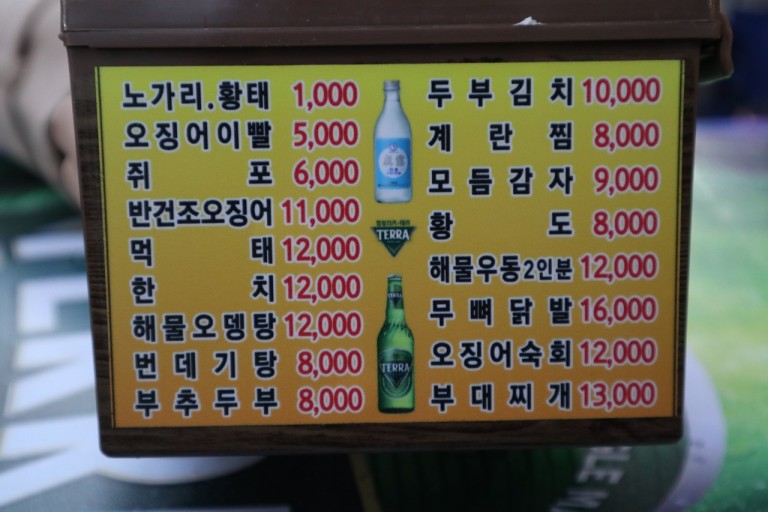 노가리.황태 1,000
오징어이빨 5,000
쥐포 6,000
반건조오징어 11,000
먹태 12,000
한치 12,000
해물오뎅탕 12,000
번데기탕 8,000
부추두부 8,000
TERRA
TERRA
두부김치 10,000
계란찜 8,000
모듬감자 9,000
황도 8,000
해물우동2인분 12,000
무뼈닭발 16,000
오징어숙회 12,000
부대찌개 13,000